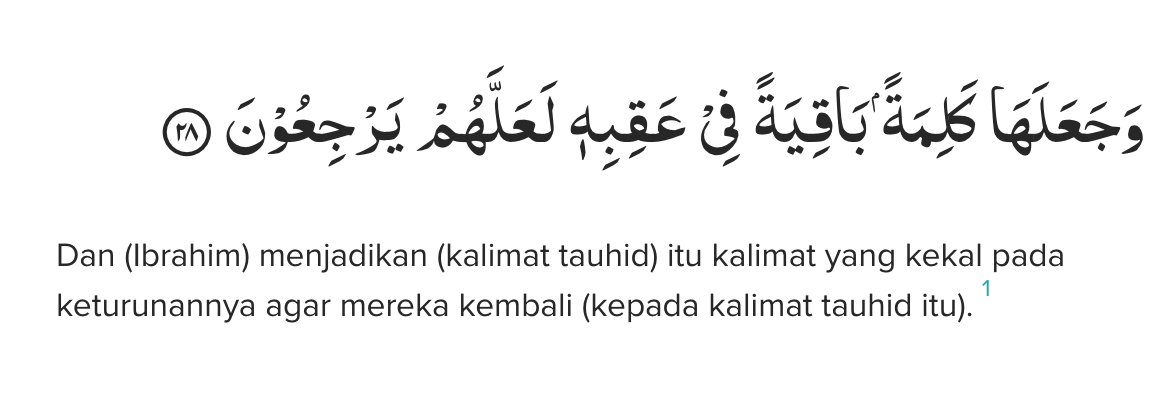 وَجَعَلَهَا كَلِمَةً ۢ بَاقِيَةً فِيْ عَقِبِهٖ لَعَلَّهُمْ يَرْجِعُوْنَ ٢٨
Dan (Ibrahim) menjadikan (kalimat tauhid) itu kalimat yang kekal pada
keturunannya agar mereka kembali (kepada kalimat tauhid itu). 1